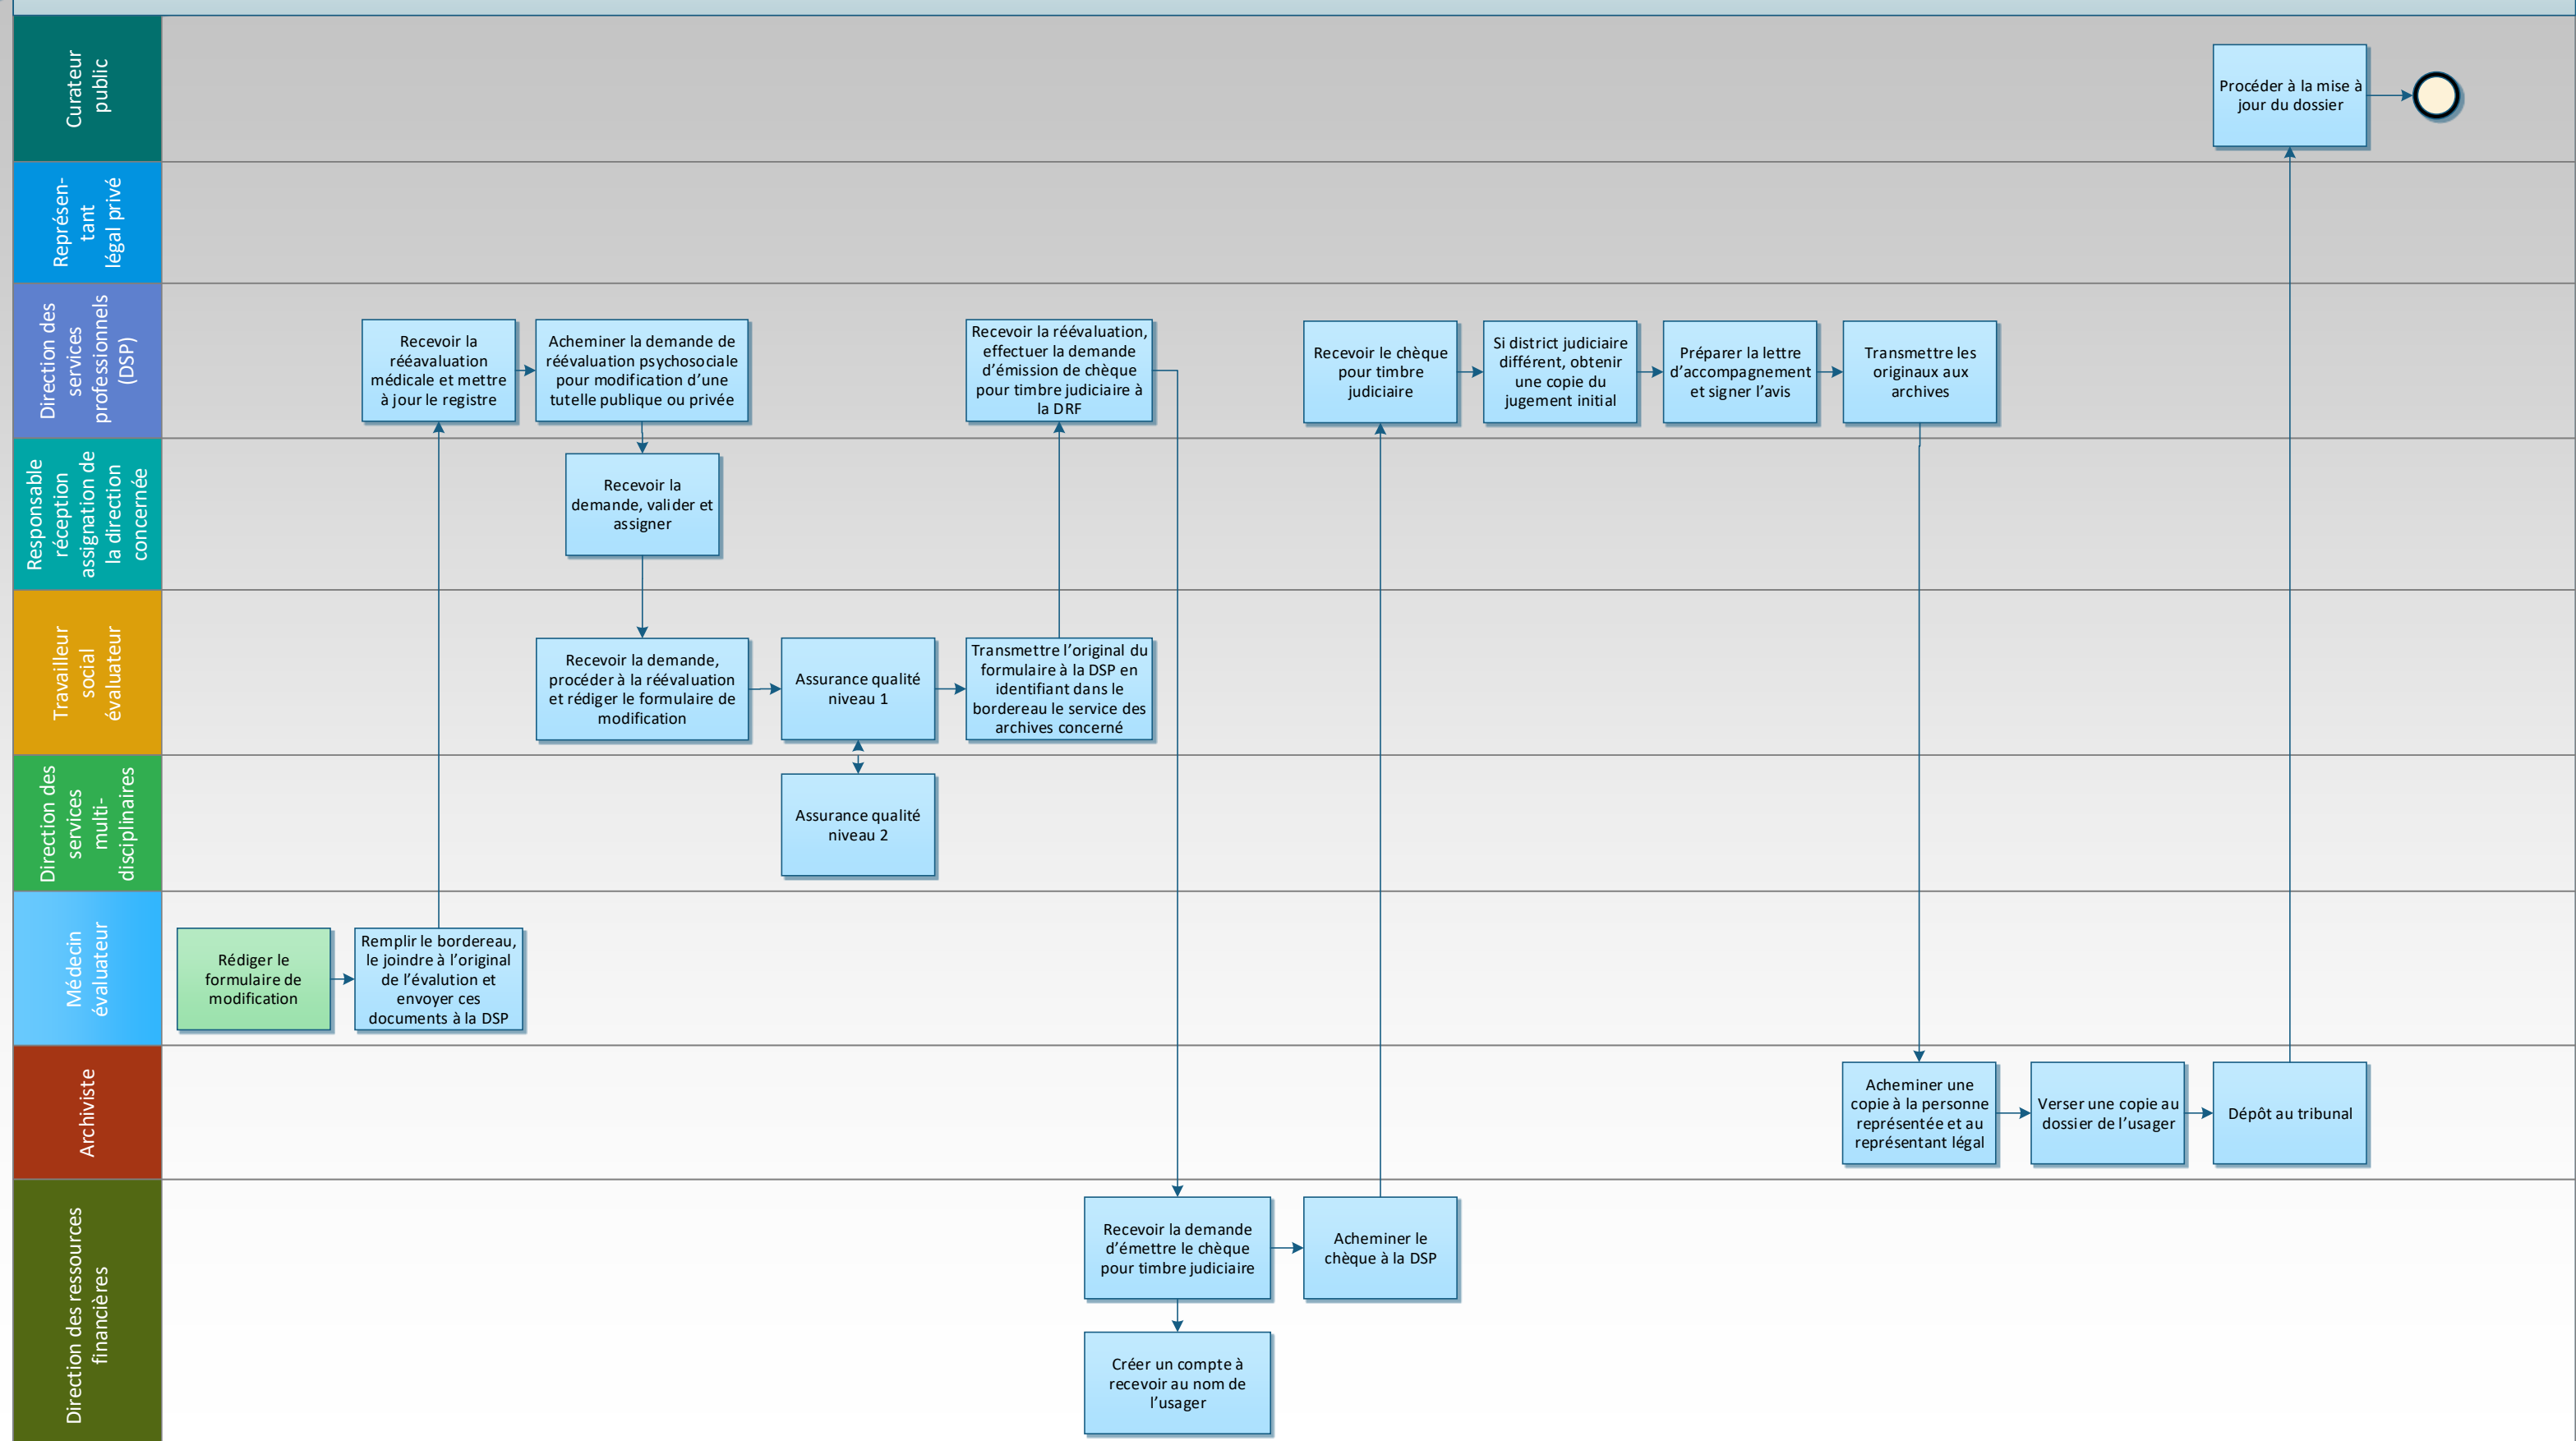 Curateur
public
Procéder à la mise à
jour du dossier
Représen-
tant
légal privé
Direction des
services
professionnels
(DSP)
Recevoir la
rééavaluation
médicale et mettre
à jour le registre
Acheminer la demande de
réévaluation psychosociale
pour modification d’une
tutelle publique ou privée
Recevoir la réévaluation,
effectuer la demande
d’émission de chèque
pour timbre judiciaire à
la DRF
Recevoir le chèque
pour timbre
judiciaire
Si district judiciaire
différent, obtenir
une copie du
jugement initial
Préparer la lettre
d’accompagnement
et signer l’avis
Transmettre les
originaux aux
archives
Responsable
réception
assignation de
la direction
concernée
Recevoir la
demande, valider et
assigner
Travailleur
social
évaluateur
Recevoir la demande,
procéder à la réévaluation
et rédiger le formulaire de
modification
Assurance qualité
niveau 1
Transmettre l’original du
formulaire à la DSP en
identifiant dans le
bordereau le service des
archives concerné
Direction des
services
multi-
disciplinaires
Assurance qualité
niveau 2
Médecin
évaluateur
Rédiger le
formulaire de
modification
Remplir le bordereau,
le joindre à l’original
de l’évalution et
envoyer ces
documents à la DSP
Archiviste
Acheminer une
copie à la personne
représentée et au
représentant légal
Verser une copie au
dossier de l’usager
Dépôt au tribunal
Direction des ressources
financières
Recevoir la demande
d’émettre le chèque
pour timbre judiciaire
Acheminer le
chèque à la DSP
Créer un compte à
recevoir au nom de
l’usager